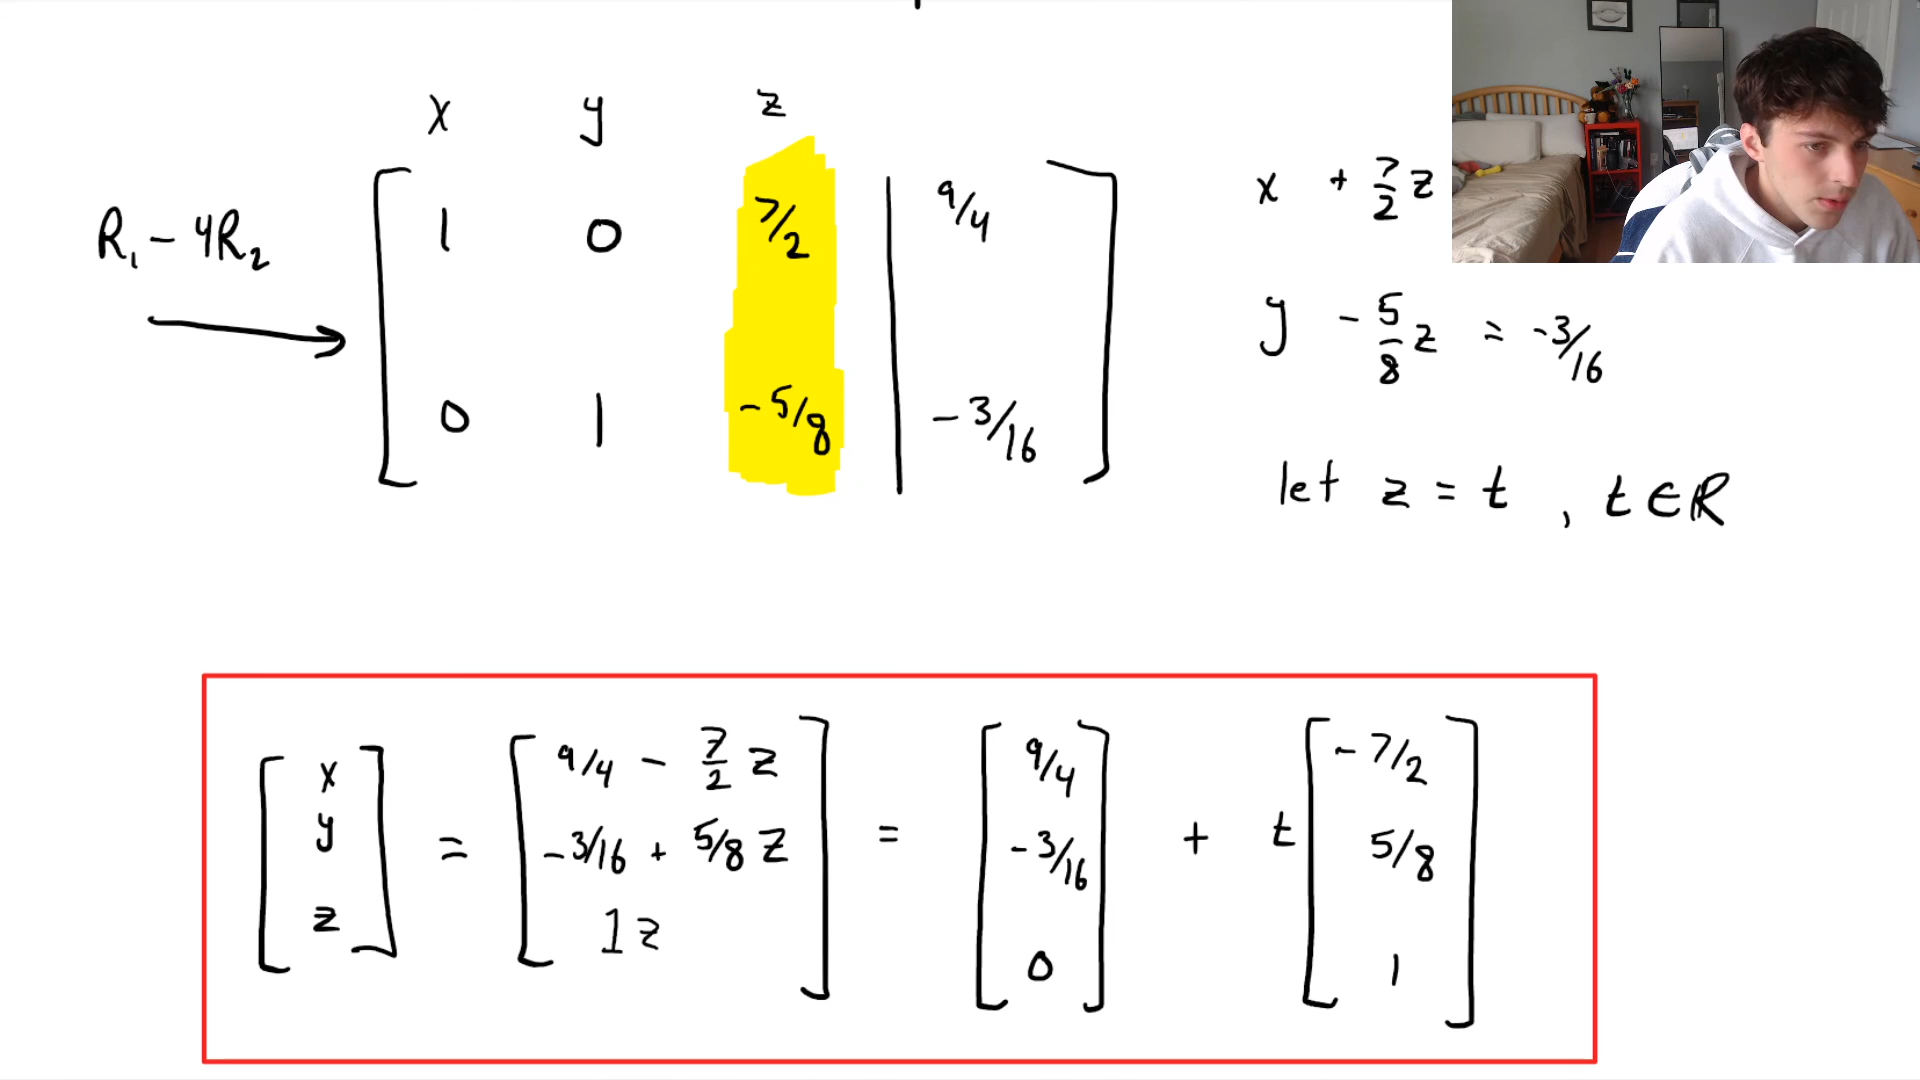 x y z
R₁ - 4R₂
1 0 7/2 | 9/4
0 1 -5/8 | -3/16
x + 7/2 z
y - 5/8 z = -3/16
let z = t , t ∈ ℝ
[x y z] = [9/4 - 7/2 z -3/16 + 5/8 z 1z] = [9/4 -3/16 0] + t [-7/2 5/8 1]